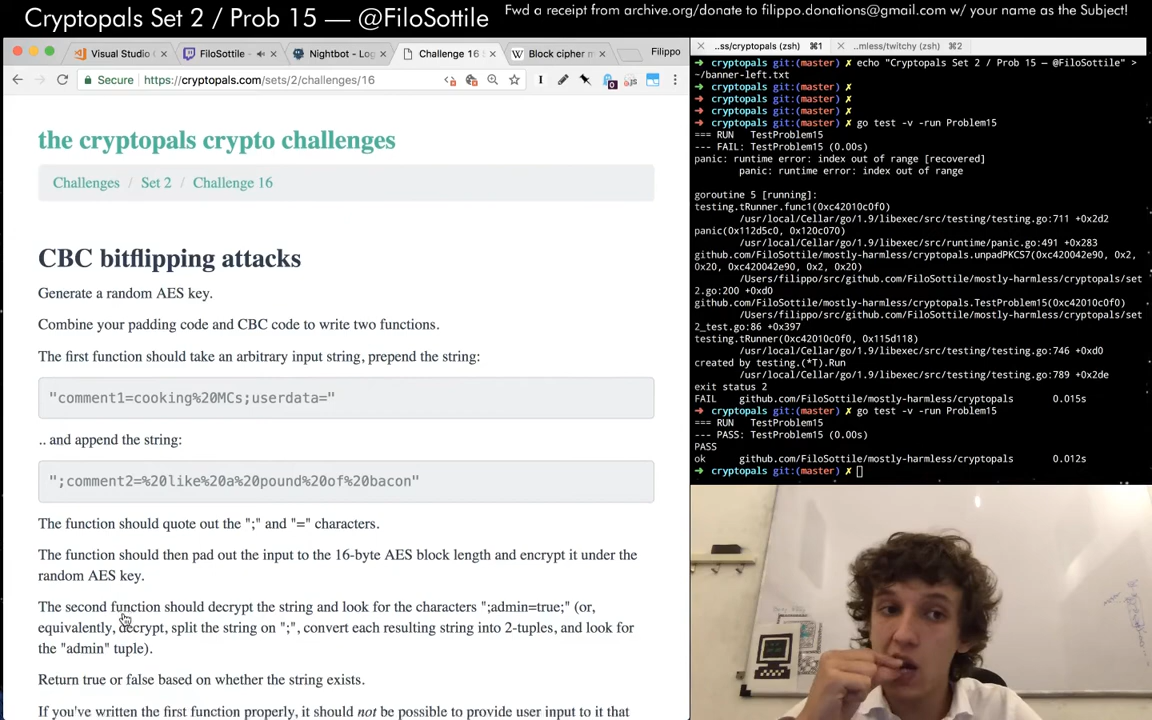 Cryptopals Set 2 / Prob 15 — @FiloSottile
Fwd a receipt from archive.org/donate to filippo.donations@gmail.com w/ your name as the Subject!
Visual Studio
FiloSottile -
Nightbot - Log
Challenge 16
Block cipher m
Filippo
Secure
https://cryptopals.com/sets/2/challenges/16
the cryptopals crypto challenges
Challenges / Set 2 / Challenge 16
CBC bitflipping attacks
Generate a random AES key.
Combine your padding code and CBC code to write two functions.
The first function should take an arbitrary input string, prepend the string:
"comment1=cooking%20MCs;userdata="
.. and append the string:
";comment2=%20like%20a%20pound%20of%20bacon"
The function should quote out the ";" and "=" characters.
The function should then pad out the input to the 16-byte AES block length and encrypt it under the
random AES key.
The second function should decrypt the string and look for the characters ";admin=true;" (or,
equivalently, decrypt, split the string on ";", convert each resulting string into 2-tuples, and look for
the "admin" tuple).
Return true or false based on whether the string exists.
If you've written the first function properly, it should not be possible to provide user input to it that
..ss/cryptopals (zsh) ⌘1
..mless/twitchy (zsh) ⌘2
➜ cryptopals git:(master) ✗ echo "Cryptopals Set 2 / Prob 15 — @FiloSottile" >
~/banner-left.txt
➜ cryptopals git:(master) ✗
➜ cryptopals git:(master) ✗
➜ cryptopals git:(master) ✗
➜ cryptopals git:(master) ✗ go test -v -run Problem15
=== RUN   TestProblem15
--- FAIL: TestProblem15 (0.00s)
panic: runtime error: index out of range [recovered]
panic: runtime error: index out of range
goroutine 5 [running]:
testing.tRunner.func1(0xc42010c0f0)
/usr/local/Cellar/go/1.9/libexec/src/testing/testing.go:711 +0x2d2
panic(0x112d5c0, 0x120c070)
/usr/local/Cellar/go/1.9/libexec/src/runtime/panic.go:491 +0x283
github.com/FiloSottile/mostly-harmless/cryptopals.unpadPKCS7(0xc420042e90, 0x2,
0x20, 0xc420042e90, 0x2, 0x20)
/Users/filippo/src/github.com/FiloSottile/mostly-harmless/cryptopals/set
2.go:200 +0xd0
github.com/FiloSottile/mostly-harmless/cryptopals.TestProblem15(0xc42010c0f0)
/Users/filippo/src/github.com/FiloSottile/mostly-harmless/cryptopals/set
2_test.go:86 +0x397
testing.tRunner(0xc42010c0f0, 0x115d118)
/usr/local/Cellar/go/1.9/libexec/src/testing/testing.go:746 +0xd0
created by testing.(*T).Run
/usr/local/Cellar/go/1.9/libexec/src/testing/testing.go:789 +0x2de
exit status 2
FAIL    github.com/FiloSottile/mostly-harmless/cryptopals    0.015s
➜ cryptopals git:(master) ✗ go test -v -run Problem15
=== RUN   TestProblem15
--- PASS: TestProblem15 (0.00s)
PASS
ok    github.com/FiloSottile/mostly-harmless/cryptopals    0.012s
➜ cryptopals git:(master) ✗